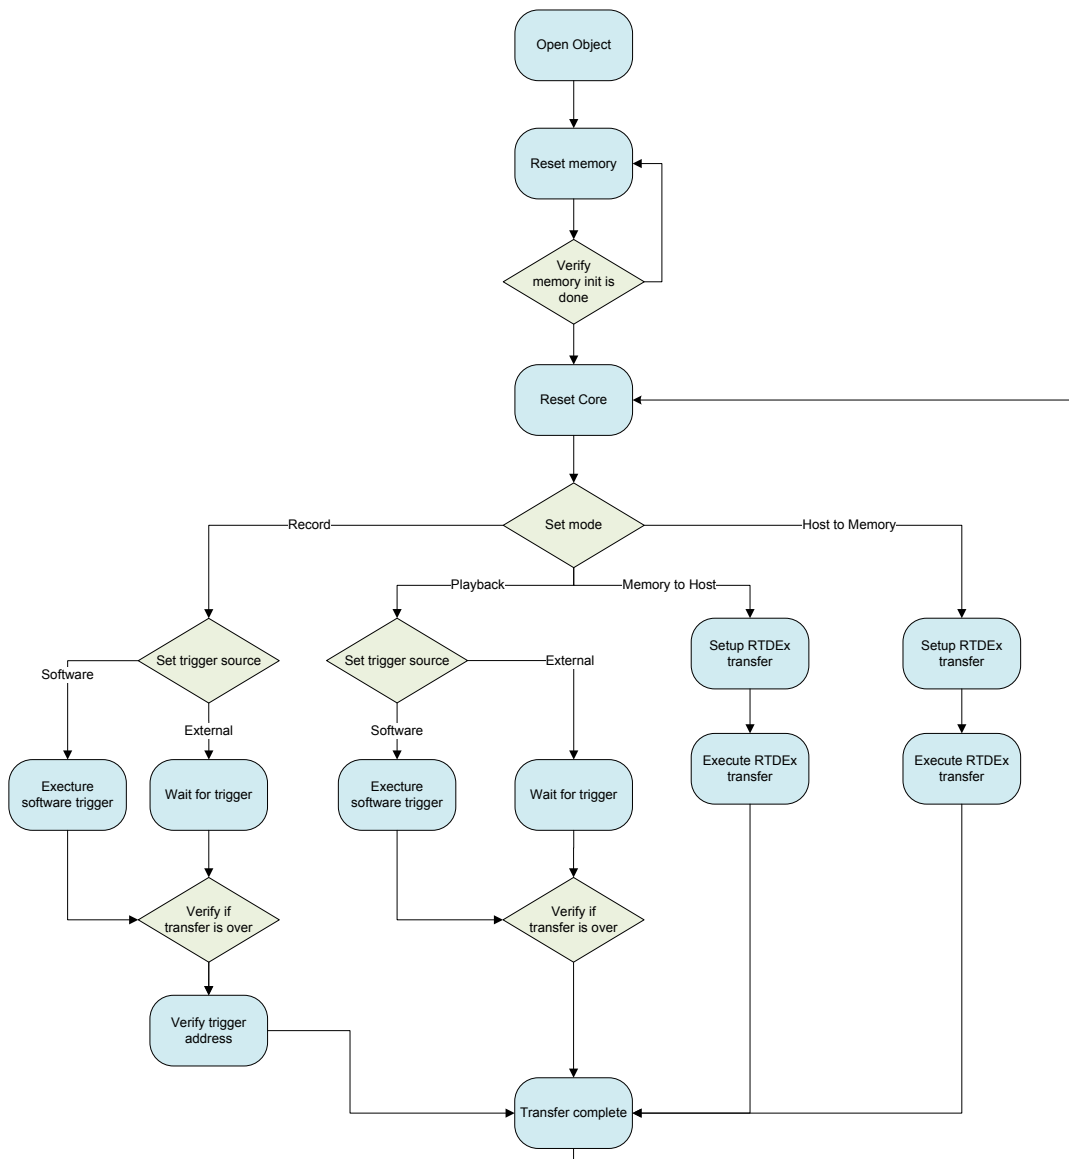 Open Object
Reset memory
Verify
memory init is
done
Reset Core
Set mode
Record
Host to Memory
Playback
Memory to Host
Set trigger source
Set trigger source
Setup RTDEx
transfer
Setup RTDEx
transfer
Software
External
External
Software
Execture
software trigger
Wait for trigger
Execture
software trigger
Wait for trigger
Execute RTDEx
transfer
Execute RTDEx
transfer
Verify if
transfer is over
Verify if
transfer is over
Verify trigger
address
Transfer complete